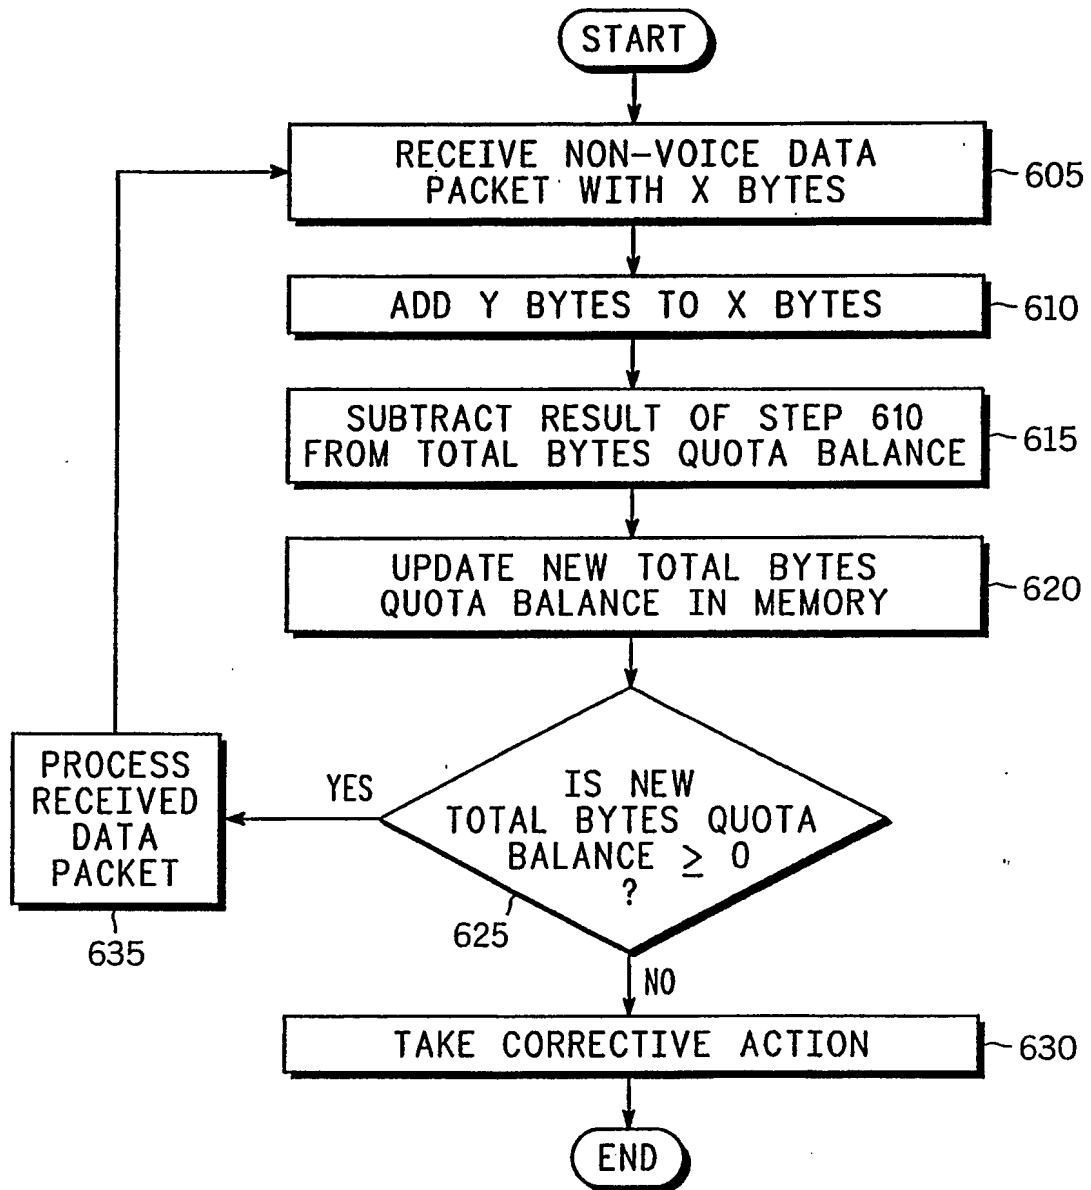 START
RECEIVE NON-VOICE DATA
PACKET WITH X BYTES
605
ADD Y BYTES TO X BYTES
610
SUBTRACT RESULT OF STEP 610
FROM TOTAL BYTES QUOTA BALANCE
615
UPDATE NEW TOTAL BYTES
QUOTA BALANCE IN MEMORY
620
IS NEW
TOTAL BYTES QUOTA
BALANCE ≥ 0
?
625
YES
PROCESS
RECEIVED
DATA
PACKET
635
NO
TAKE CORRECTIVE ACTION
630
END